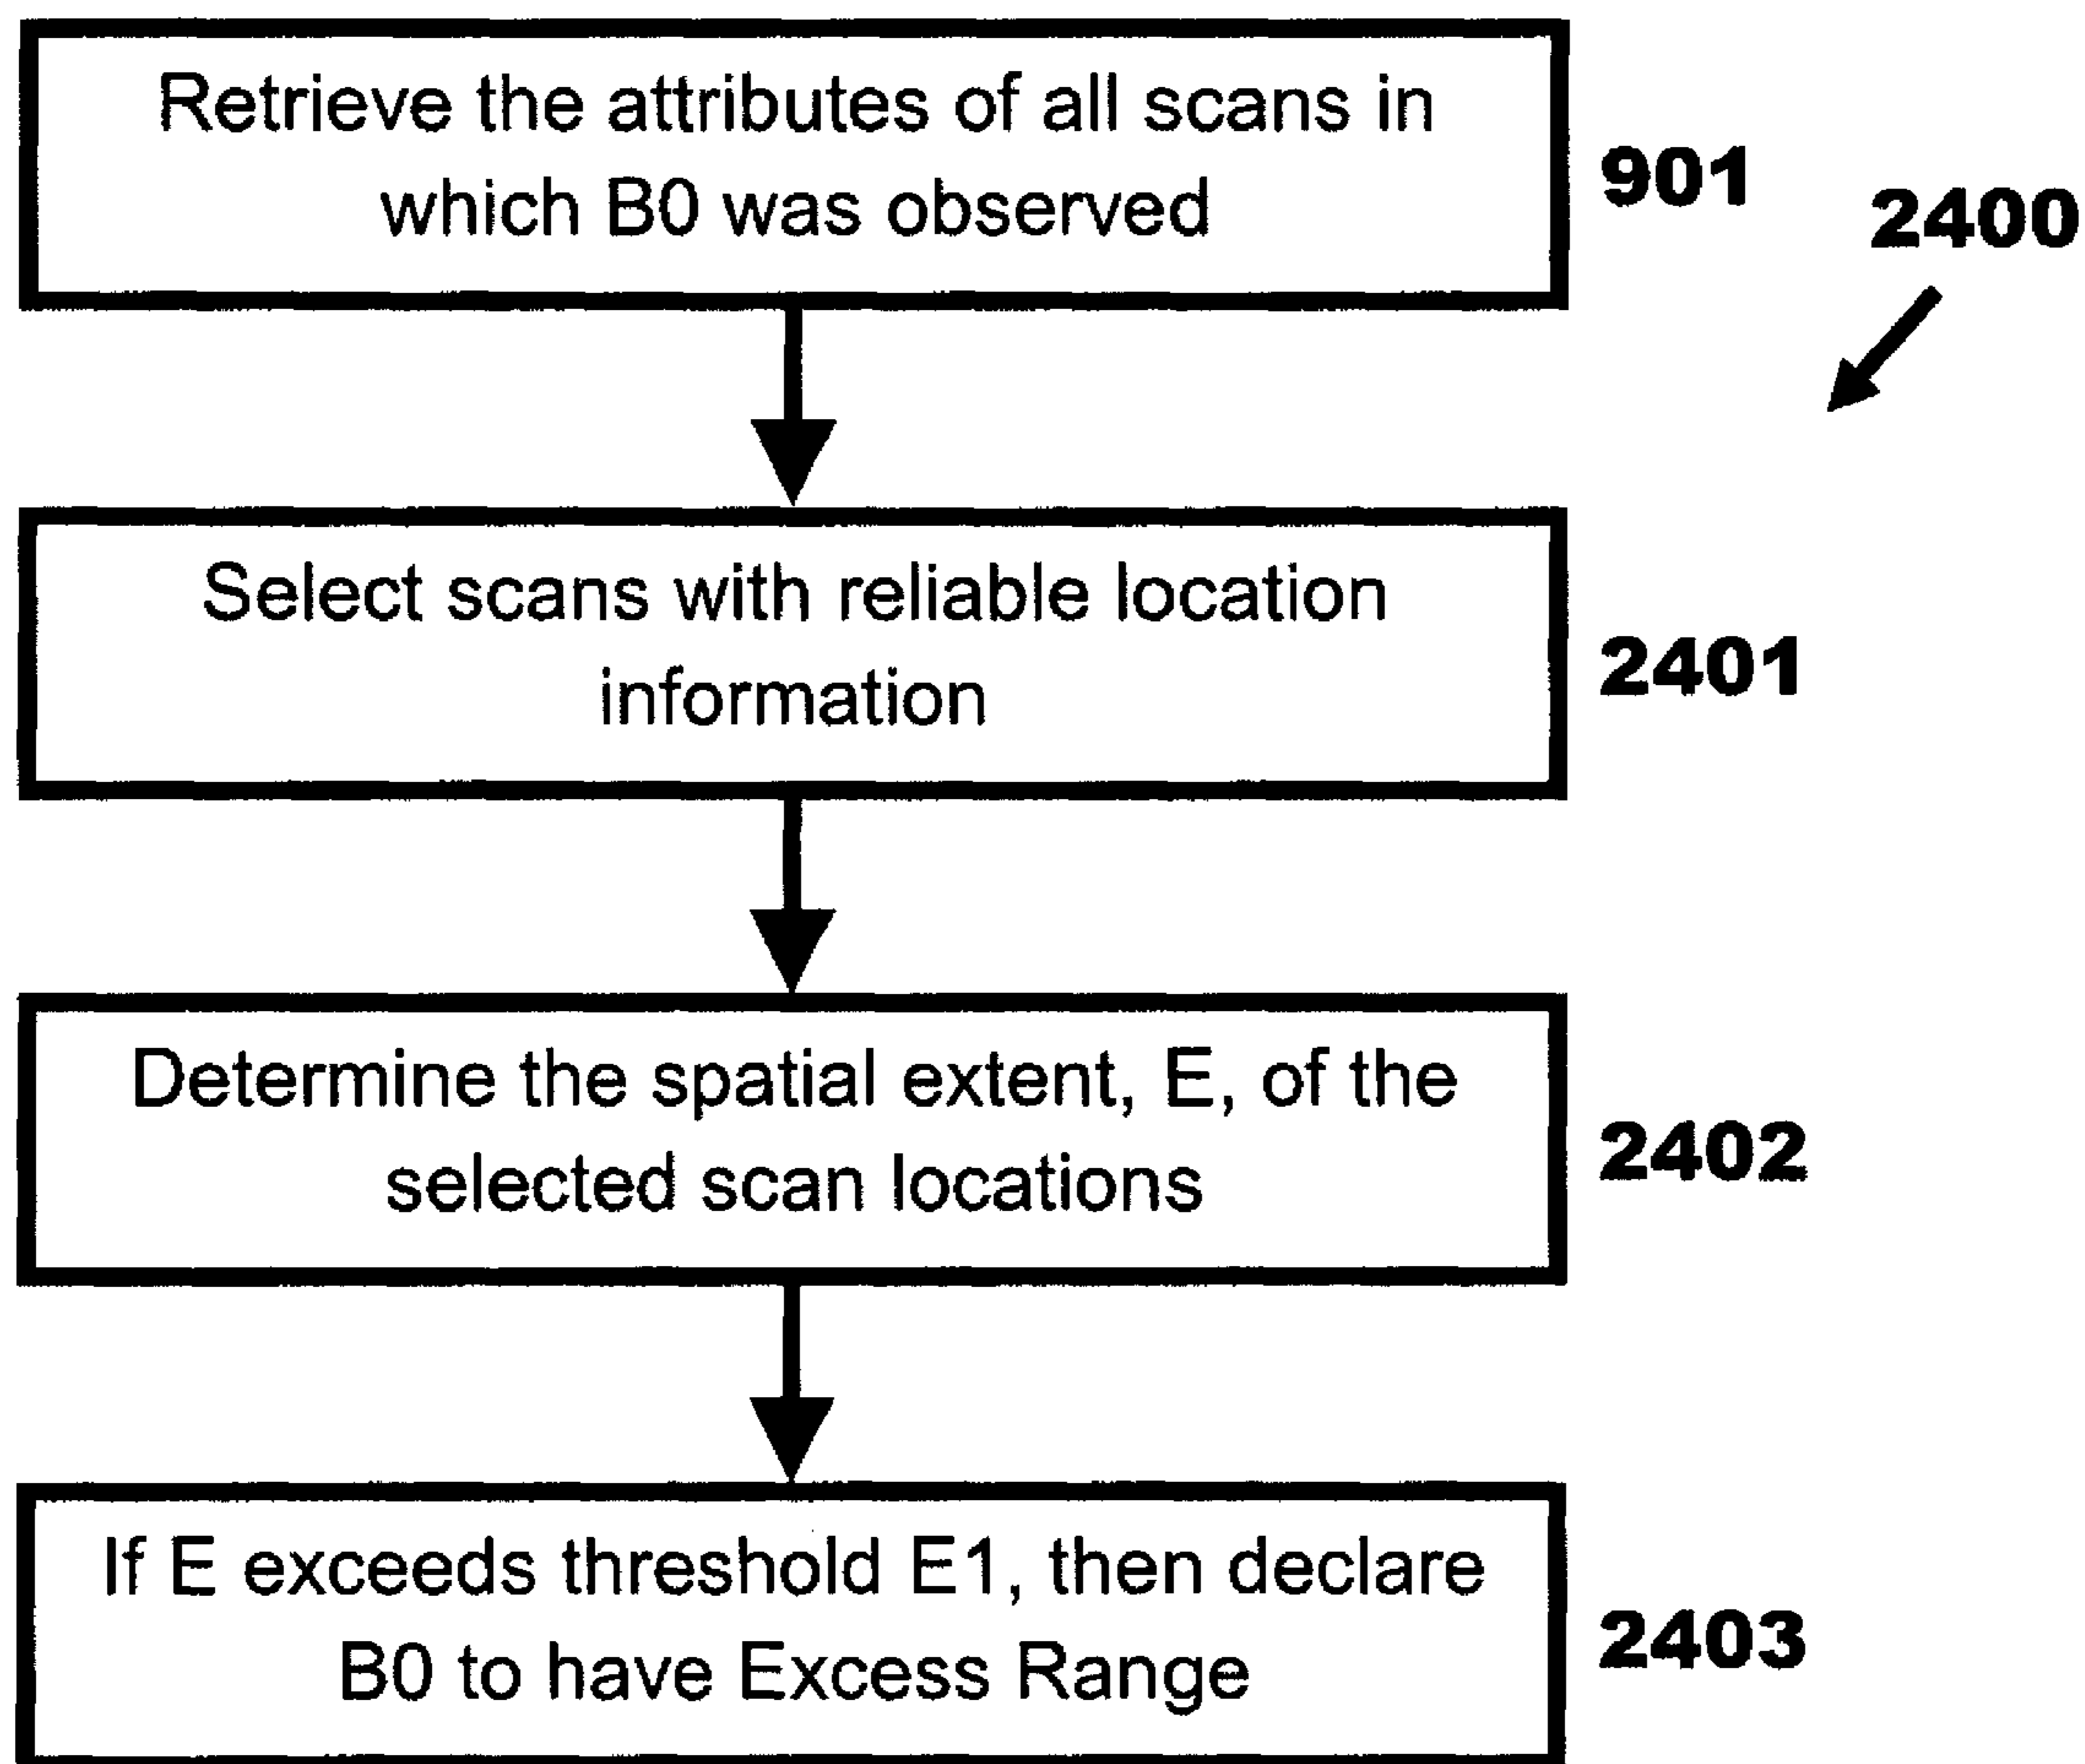 Retrieve the attributes of all scans in
which B0 was observed
901
2400
Select scans with reliable location
information
2401
Determine the spatial extent, E, of the
selected scan locations
2402
If E exceeds threshold E1, then declare
B0 to have Excess Range
2403